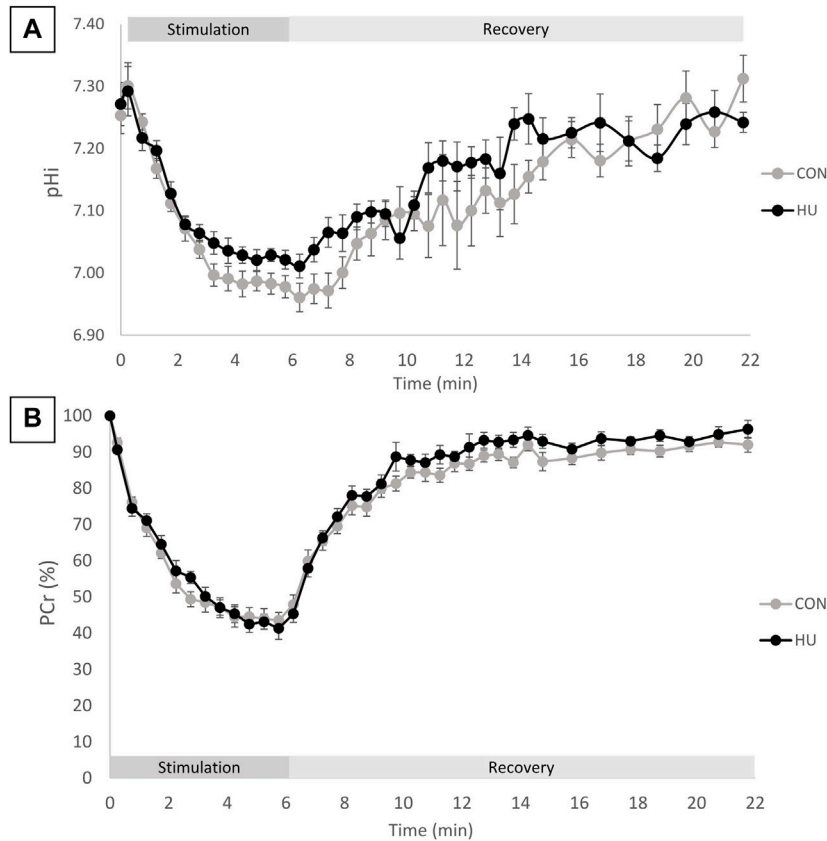 A
7.40
Stimulation
Recovery
7.30
7.20
7.10
7.00
6.90
pHi
CON
HU
0 2 4 6 8 10 12 14 16 18 20 22
Time (min)
B
100
90
80
70
60
50
40
30
20
10
0
PCr (%)
CON
HU
Stimulation
Recovery
0 2 4 6 8 10 12 14 16 18 20 22
Time (min)